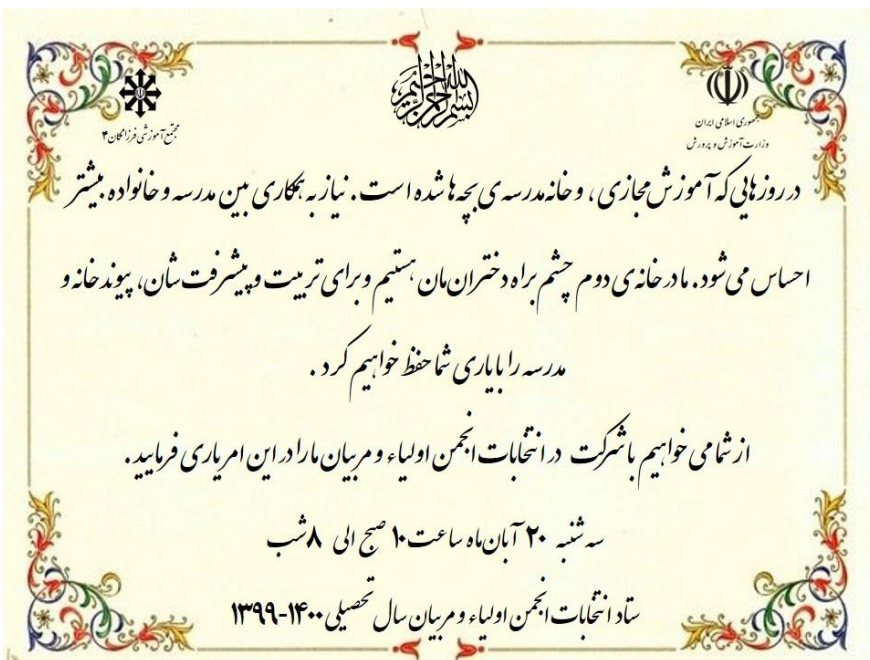 بسم الله الرحمن الرحیم
جمهوری اسلامی ایران
وزارت آموزش و پرورش
مجتمع آموزشی فرزانگان ۴
در روزهایی که آموزش مجازی ، و خانه مدرسه ی بچه ها شده است . نیاز به همکاری بین مدرسه و خانواده بیشتر
احساس می شود . ما در خانه ی دوم چشم براه دختران مان هستیم و برای تربیت و پیشرفت شان ، پیوند خانه و
مدرسه را با یاری شما حفظ خواهیم کرد .
از شما می خواهیم با شرکت در انتخابات انجمن اولیاء و مربیان ما را در این امر یاری فرمایید .
سه شنبه ۲۰ آبان ماه ساعت ۱۰ صبح الی ۸ شب
ستاد انتخابات انجمن اولیاء و مربیان سال تحصیلی ۱۴۰۰-۱۳۹۹